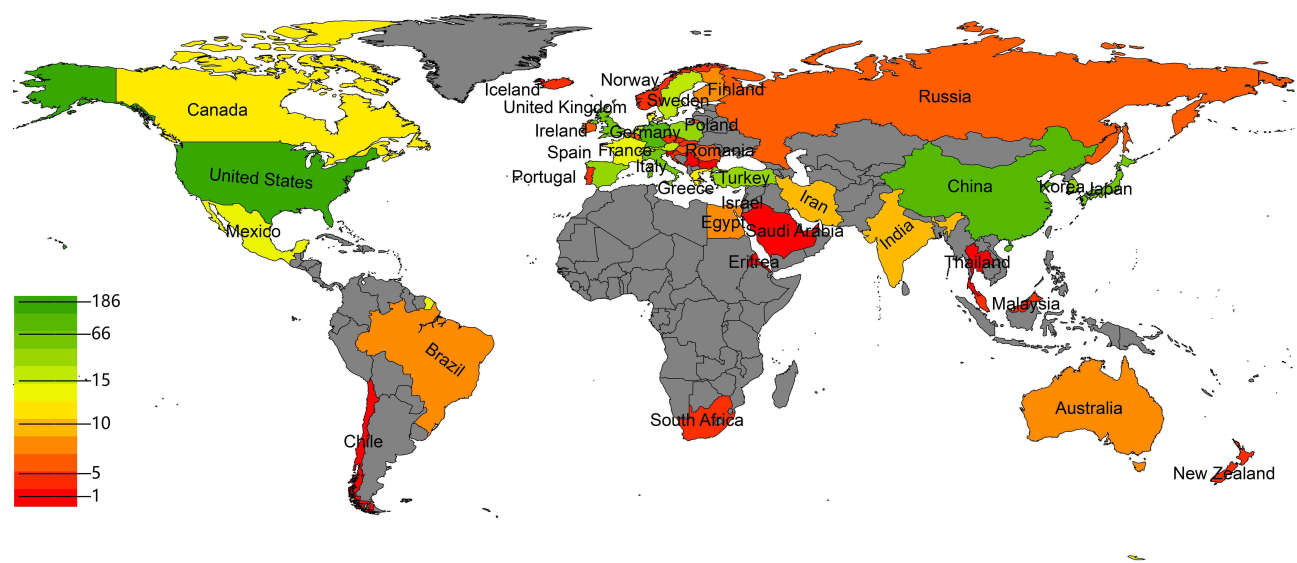 Iceland
Norway
Finland
Canada
United Kingdom
Sweden
Russia
Ireland
Germany
Poland
Spain
France
Romania
Italy
United States
Portugal
Greece
Turkey
China
Korea
Japan
Israel
Iran
Mexico
Egypt
Saudi Arabia
India
Eritrea
Thailand
186
Malaysia
66
Brazil
15
Australia
10
South Africa
Chile
5
New Zealand
1